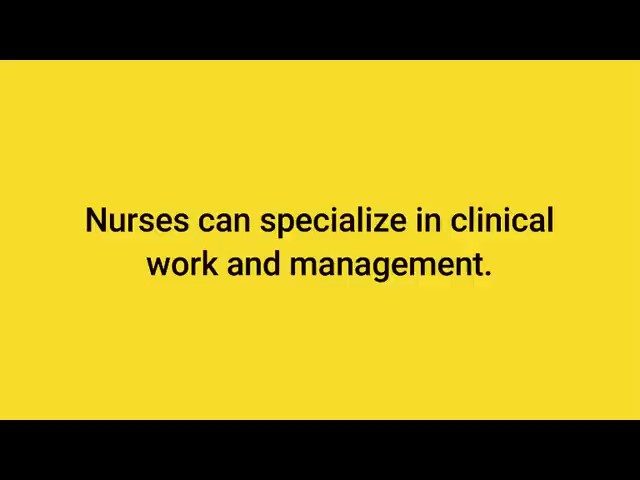 Nurses can specialize in clinical
work and management.